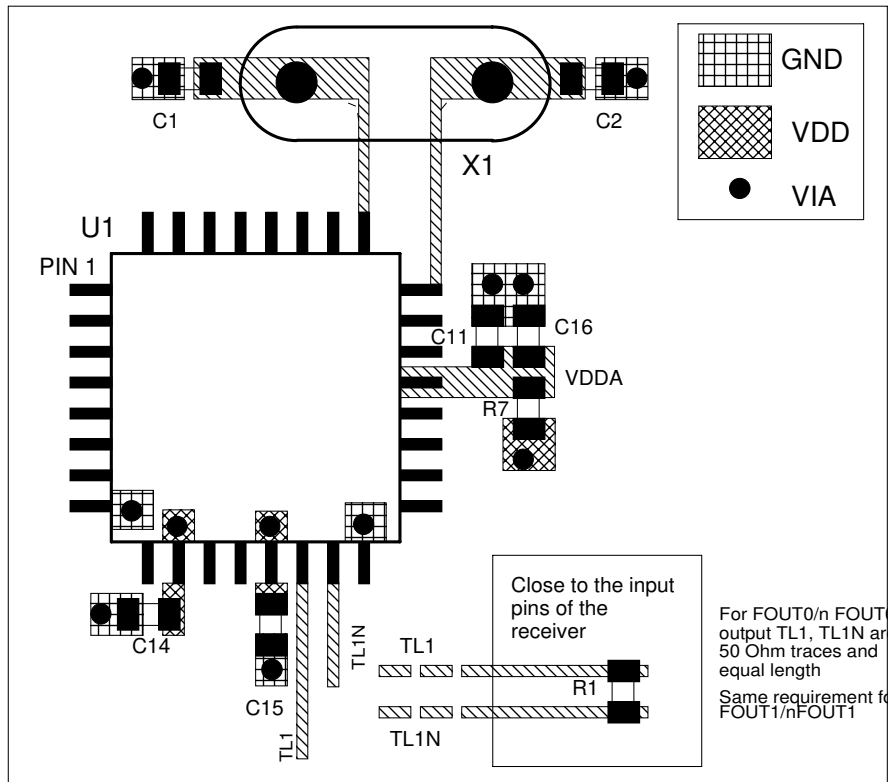 GND
C1
C2
X1
VDD
VIA
U1
PIN 1
C11
C16
VDDA
R7
C14
C15
TL1
TL1N
Close to the input
pins of the
receiver
TL1
R1
TL1N
For FOUT0/n FOUT
output TL1, TL1N
50 Ohm traces and
equal length
Same requirement
FOUT1/nFOUT1